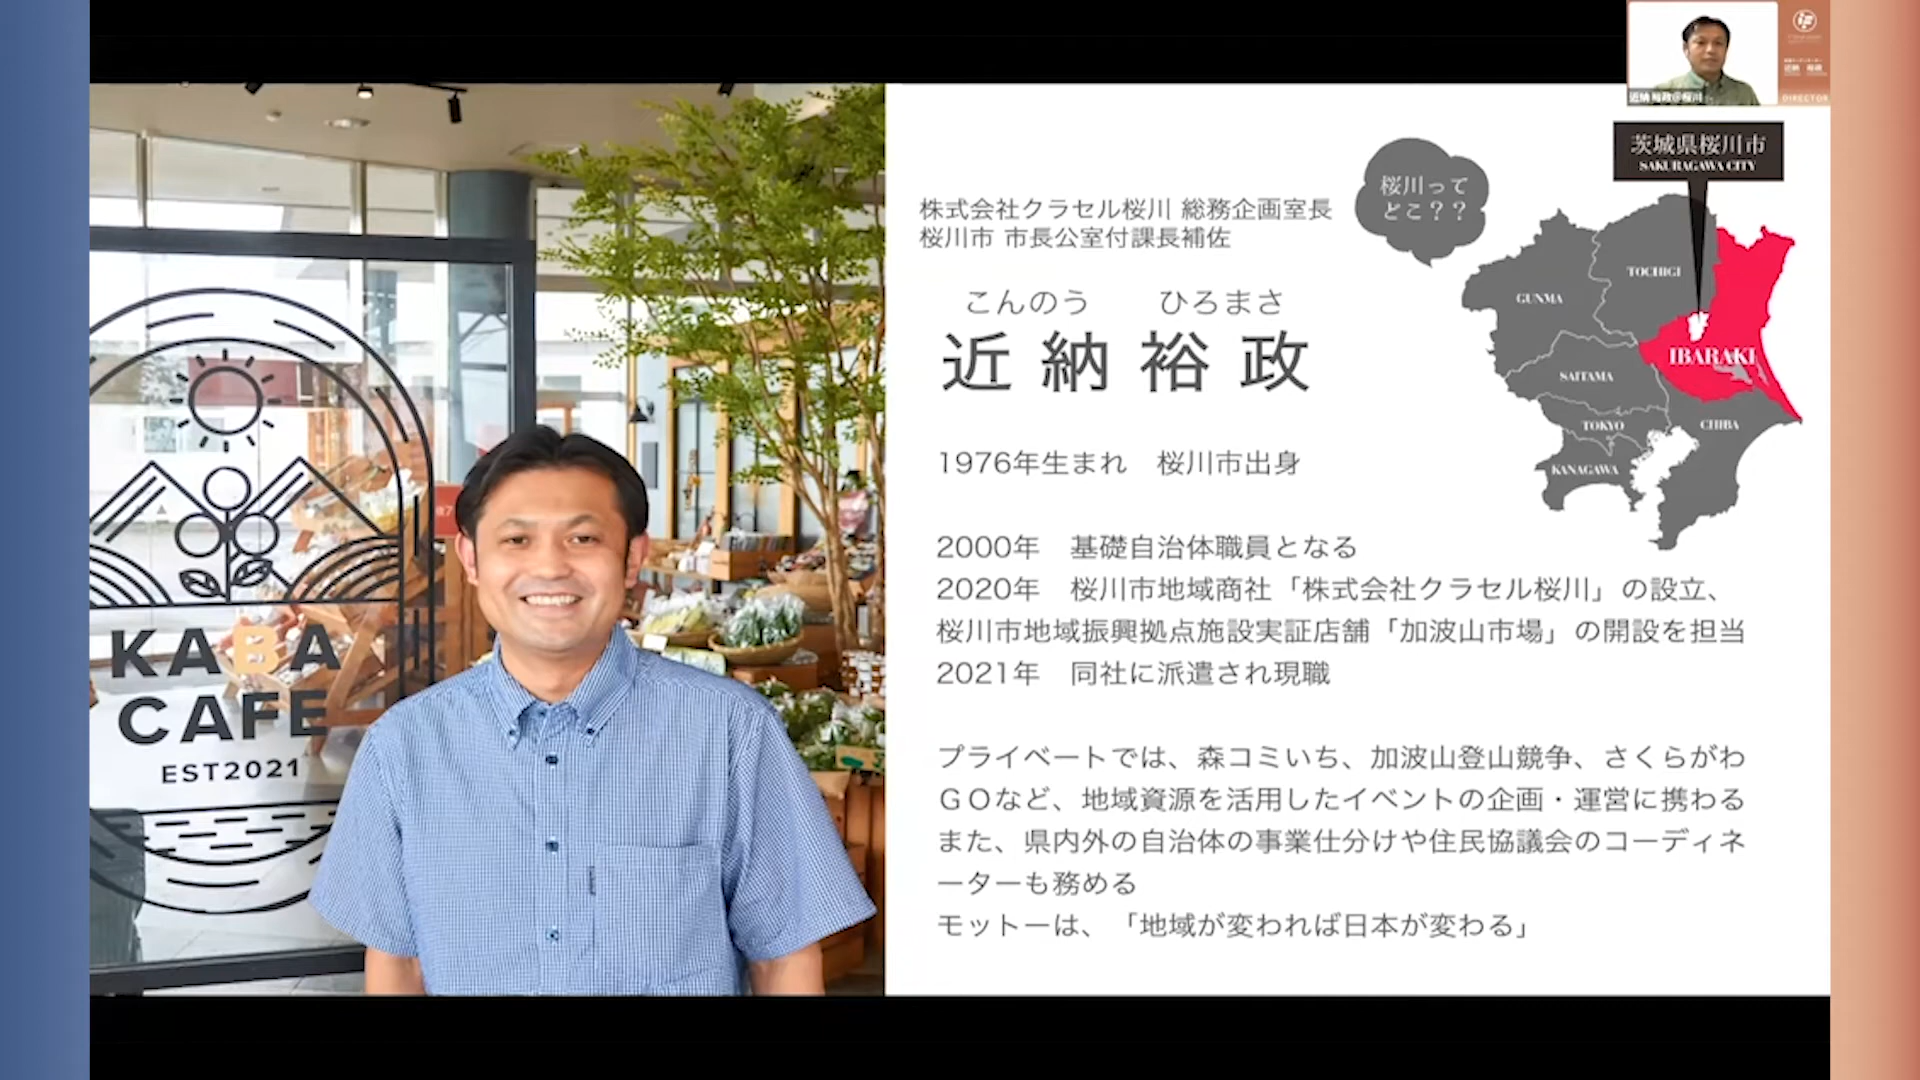 KABA
CAFE
EST2021
株式会社クラセル桜川 総務企画室長
桜川市 市長公室付課長補佐
こんのう ひろまさ
近納裕政
1976年生まれ 桜川市出身
2000年 基礎自治体職員となる
2020年 桜川市地域商社「株式会社クラセル桜川」の設立、
桜川市地域振興拠点施設実証店舗「加波山市場」の開設を担当
2021年 同社に派遣され現職
プライベートでは、森コミいち、加波山登山競争、さくらがわ
ＧＯなど、地域資源を活用したイベントの企画・運営に携わる
また、県内外の自治体の事業仕分けや住民協議会のコーディネ
ーターも務める
モットーは、「地域が変われば日本が変わる」
桜川って
どこ？？
茨城県桜川市
SAKURAGAWA CITY
TOCHIGI
GUNMA
IBARAKI
SAITAMA
TOKYO
CHIBA
KANAGAWA
近納 裕政@桜川
近納 裕政
DIRECTOR